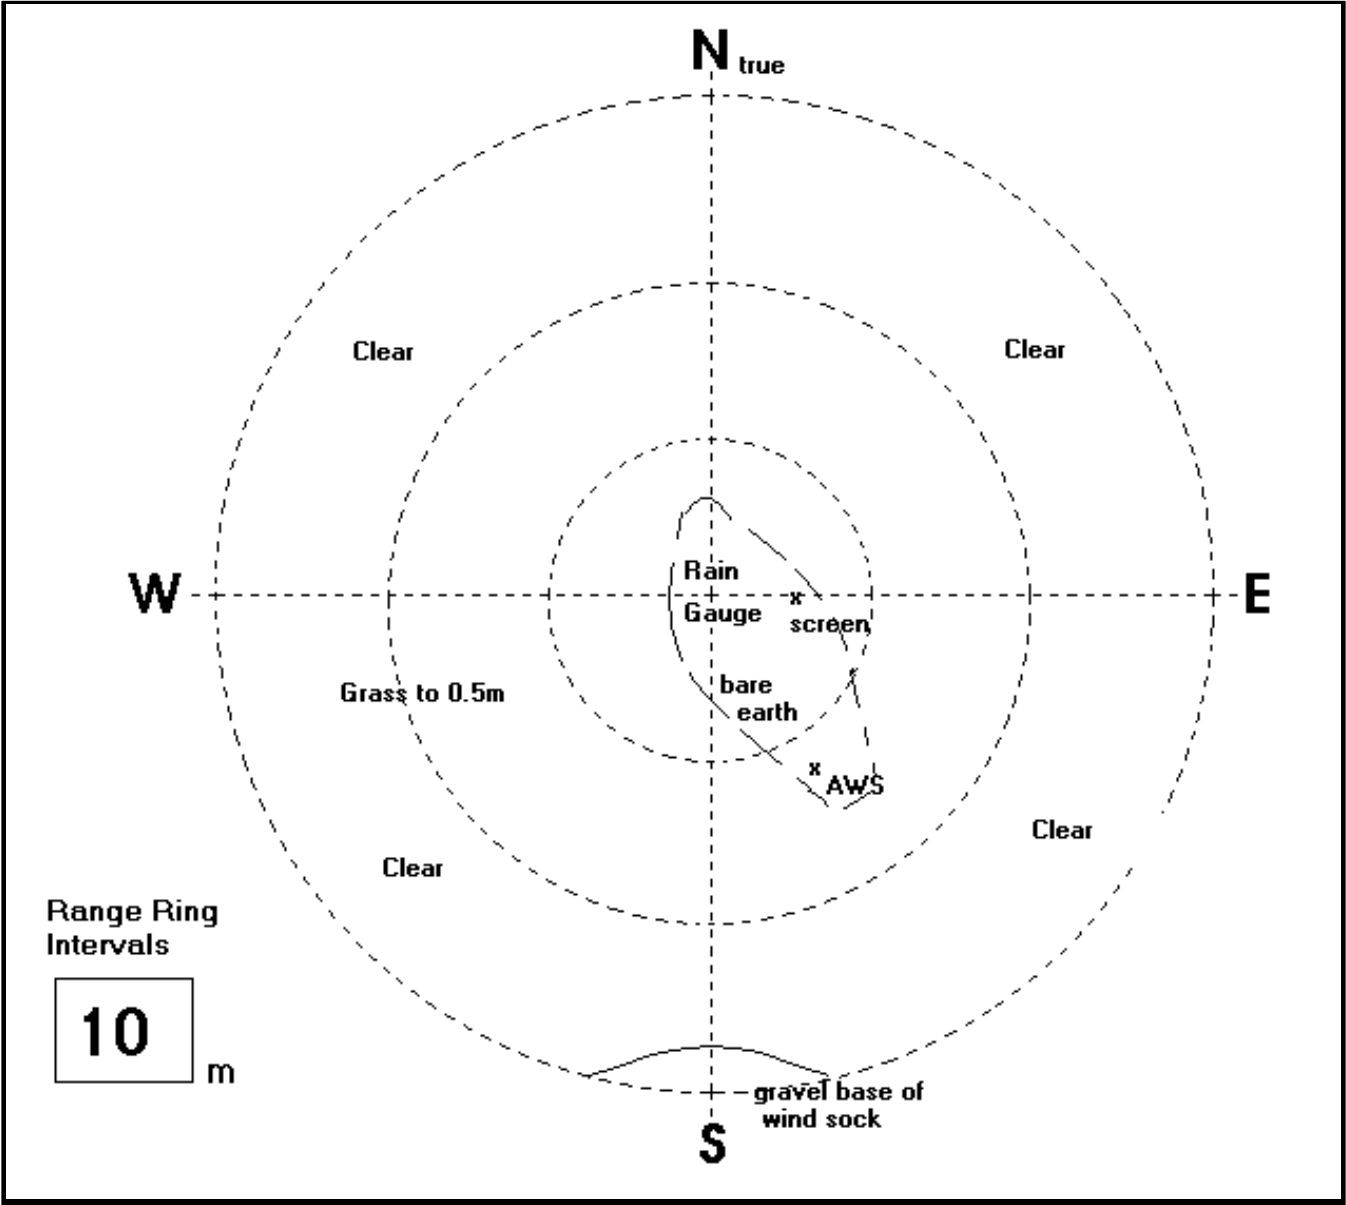 N true
Clear
Clear
Rain
Gauge
W
E
x
screen
Grass to 0.5m
bare
earth
x
AWS
Clear
Clear
Range Ring
Intervals
10
m
gravel base of
wind sock
S